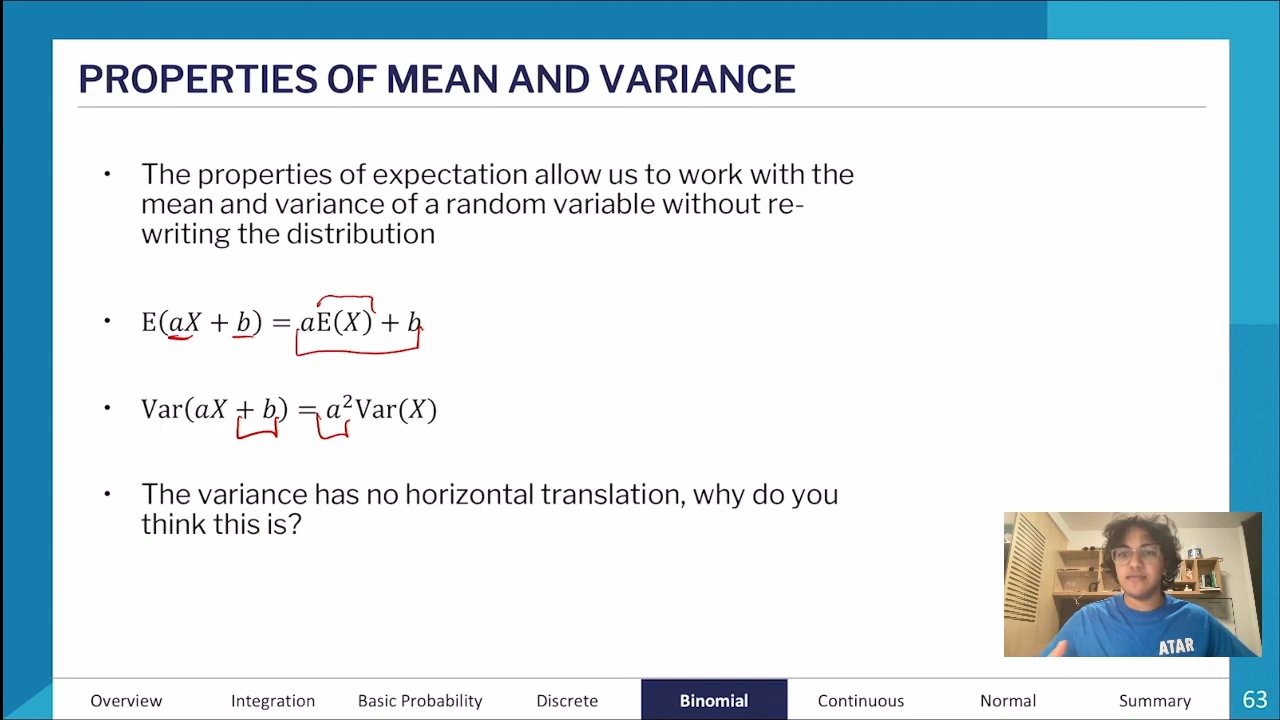 PROPERTIES OF MEAN AND VARIANCE
• The properties of expectation allow us to work with the
mean and variance of a random variable without re-
writing the distribution
• E(aX + b) = aE(X) + b
• Var(aX + b) = a²Var(X)
• The variance has no horizontal translation, why do you
think this is?
ATAR
Overview Integration Basic Probability Discrete Binomial Continuous Normal Summary 63